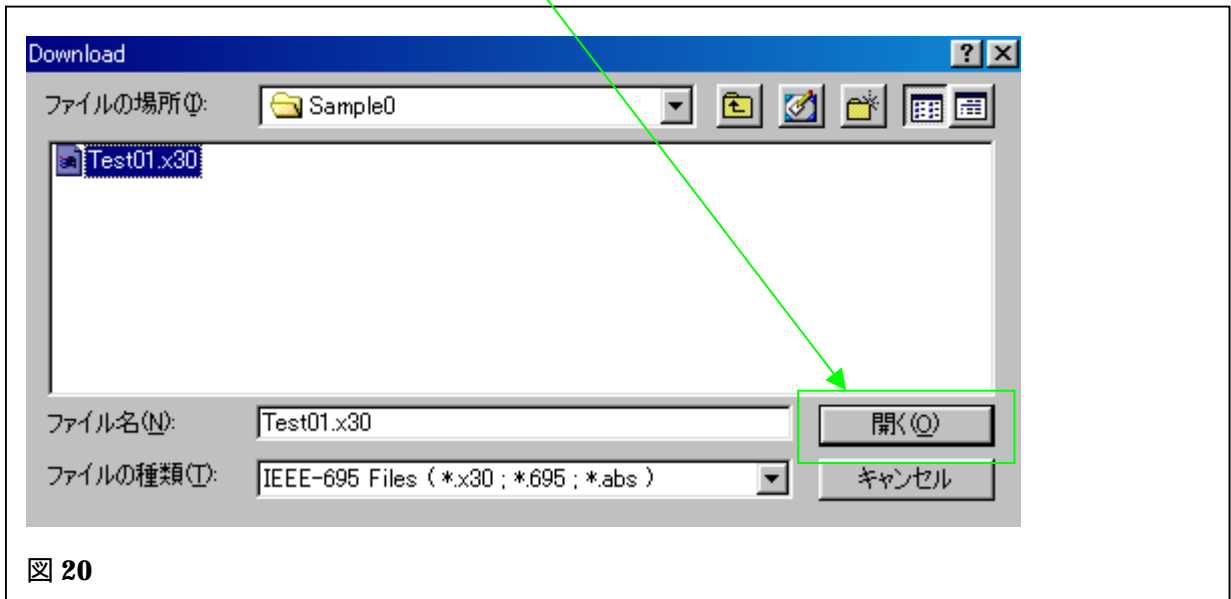 Download
ファイルの場所(I):
Sample0
Test01.x30
ファイル名(N):
Test01.x30
開く(O)
ファイルの種類(T):
IEEE-695 Files ( *.x30 ; *.695 ; *.abs )
キャンセル
図 20